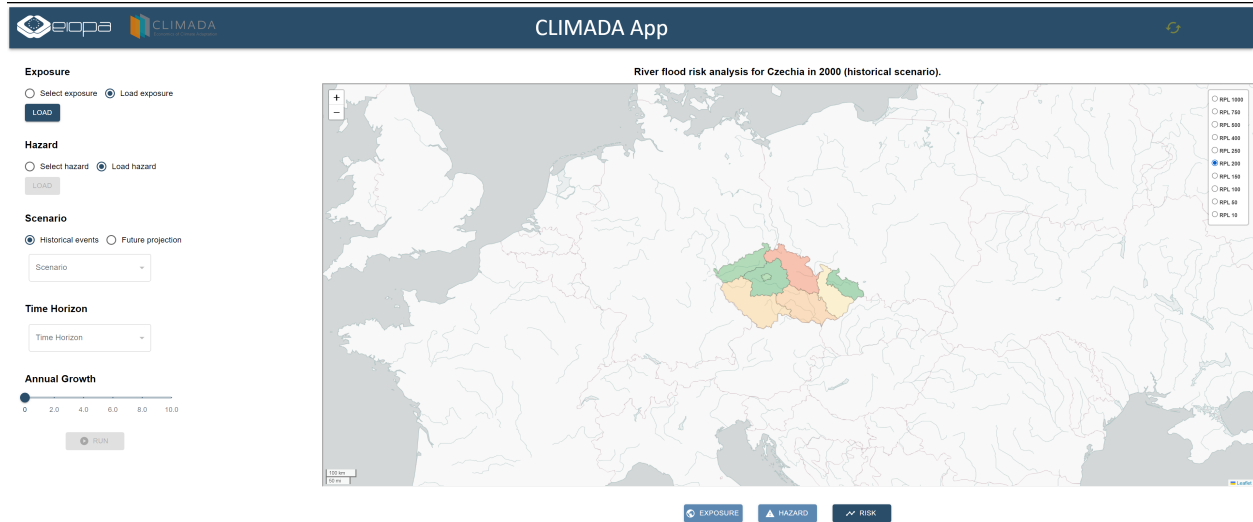 eiopa
CLIMADA
CLIMADA App
Exposure
Select exposure
Load exposure
LOAD
Hazard
Select hazard
Load hazard
LOAD
Scenario
Historical events
Future projection
Scenario
Time Horizon
Time Horizon
Annual Growth
0 2.0 4.0 6.0 8.0 10.0
RUN
River flood risk analysis for Czechia in 2000 (historical scenario).
+
−
RPL 1000
RPL 750
RPL 500
RPL 400
RPL 250
RPL 200
RPL 150
RPL 100
RPL 50
RPL 10
100 km
50 mi
Leaflet
EXPOSURE
HAZARD
RISK